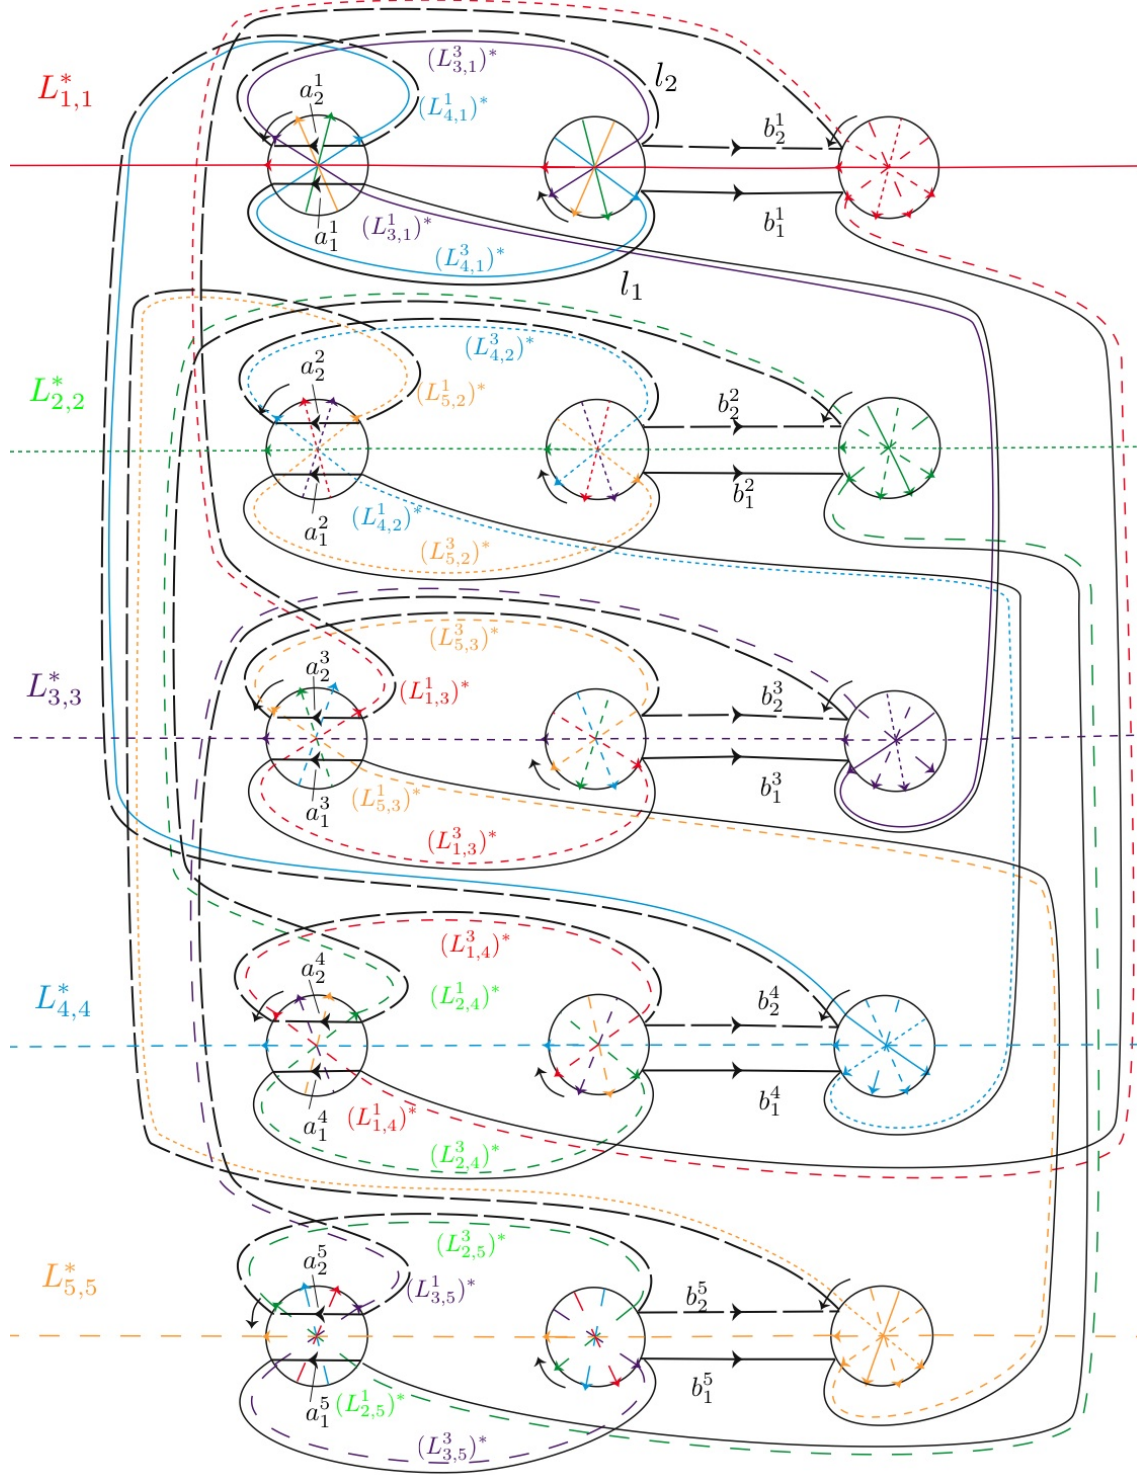 $(L^3_{3,1})^*$
$l_2$
$L^*_{1,1}$
$a^1_2$
$(L^1_{4,1})^*$
$b^1_2$
$a^1_1$
$(L^1_{3,1})^*$
$b^1_1$
$(L^3_{4,1})^*$
$l_1$
$(L^3_{4,2})^*$
$a^2_2$
$L^*_{2,2}$
$(L^1_{5,2})^*$
$b^2_2$
$b^2_1$
$a^2_1$
$(L^1_{4,2})^*$
$(L^3_{5,2})^*$
$(L^3_{5,3})^*$
$a^3_2$
$L^*_{3,3}$
$(L^1_{1,3})^*$
$b^3_2$
$a^3_1$
$(L^1_{5,3})^*$
$b^3_1$
$(L^3_{1,3})^*$
$(L^3_{1,4})^*$
$a^4_2$
$L^*_{4,4}$
$(L^1_{2,4})^*$
$b^4_2$
$a^4_1$
$(L^1_{1,4})^*$
$b^4_1$
$(L^3_{2,4})^*$
$(L^3_{2,5})^*$
$a^5_2$
$L^*_{5,5}$
$(L^1_{3,5})^*$
$b^5_2$
$a^5_1$
$(L^1_{2,5})^*$
$b^5_1$
$(L^3_{3,5})^*$